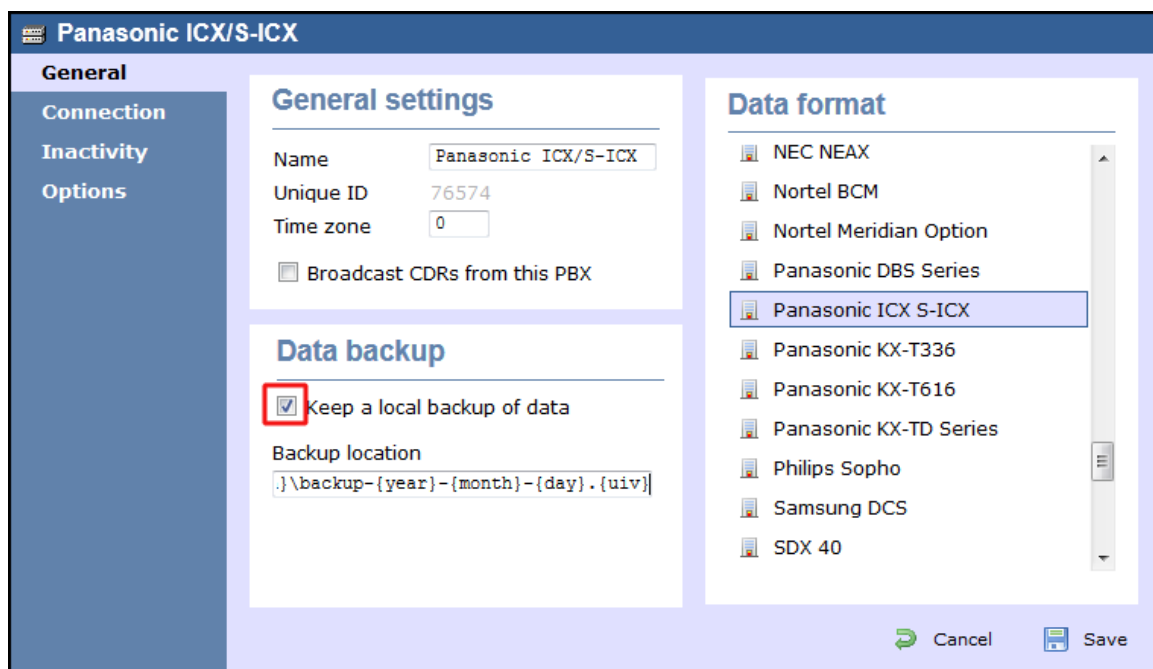 Panasonic ICX/S-ICX
General
Connection
Inactivity
Options
General settings
Name
Panasonic ICX/S-ICX
Unique ID
76574
Time zone
0
Broadcast CDRs from this PBX
Data backup
Keep a local backup of data
Backup location
.}\backup-{year}-{month}-{day}.{uiv}
Data format
NEC NEAX
Nortel BCM
Nortel Meridian Option
Panasonic DBS Series
Panasonic ICX S-ICX
Panasonic KX-T336
Panasonic KX-T616
Panasonic KX-TD Series
Philips Sopho
Samsung DCS
SDX 40
Cancel
Save